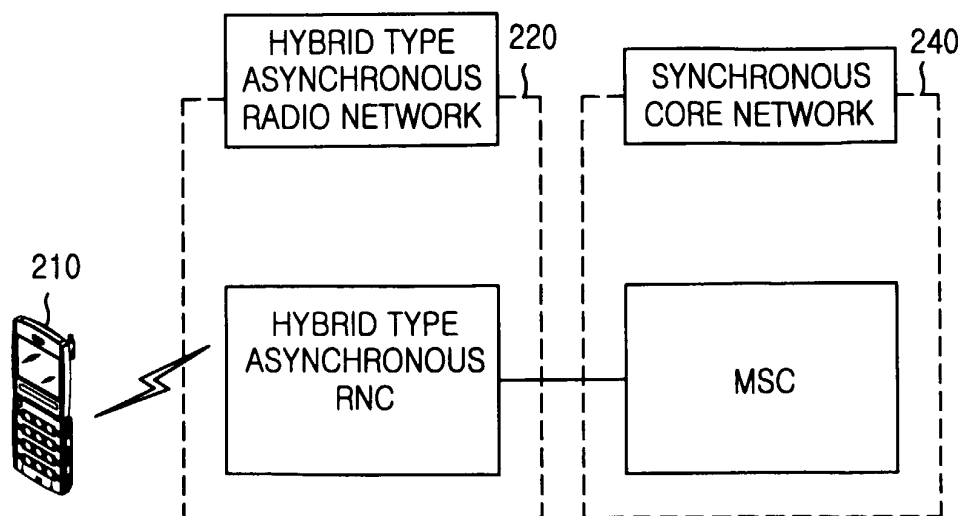 HYBRID TYPE
ASYNCHRONOUS
RADIO NETWORK
220
SYNCHRONOUS
CORE NETWORK
240
210
HYBRID TYPE
ASYNCHRONOUS
RNC
MSC